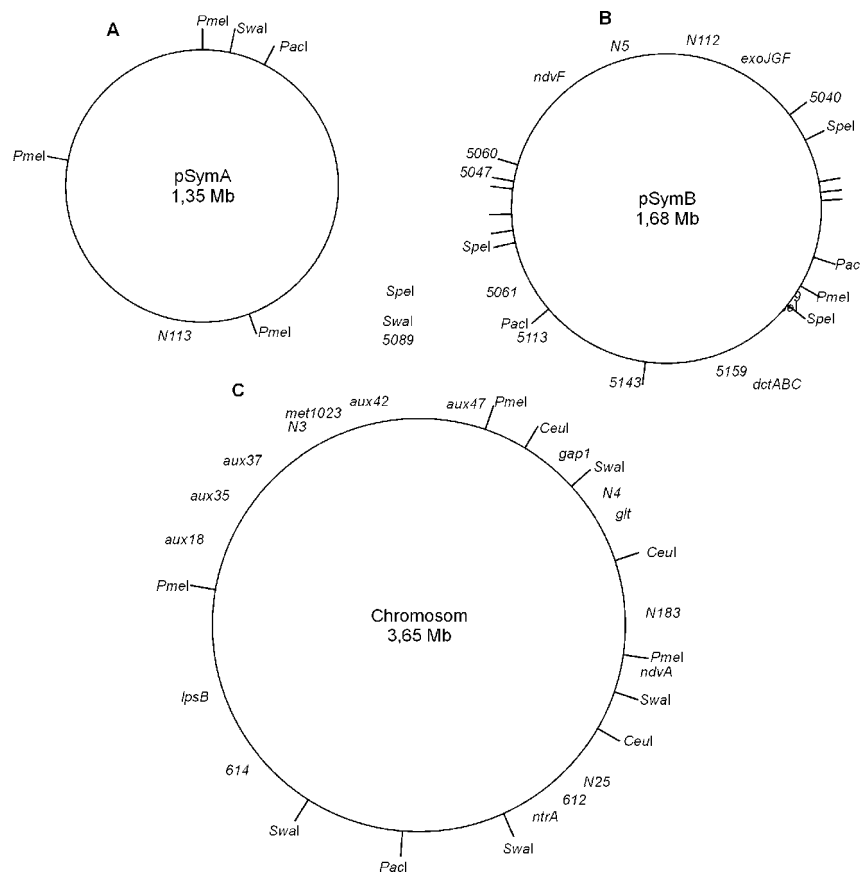 A
PmeI
SwaI
PacI
PmeI
pSymA
1,35 Mb
N113
PmeI
SpeI
SwaI
5089
B
N5
N112
exoJGF
ndvF
5040
SpeI
5060
5047
pSymB
1,68 Mb
SpeI
Pac
5061
PmeI
SpeI
PacI
5113
5159
5143
dctABC
C
aux42
aux47
PmeI
met1023
N3
CeuI
gap1
SwaI
aux37
N4
aux35
glt
aux18
CeuI
PmeI
Chromosom
3,65 Mb
N183
PmeI
ndvA
lpsB
SwaI
CeuI
614
N25
612
ntrA
SwaI
SwaI
PacI